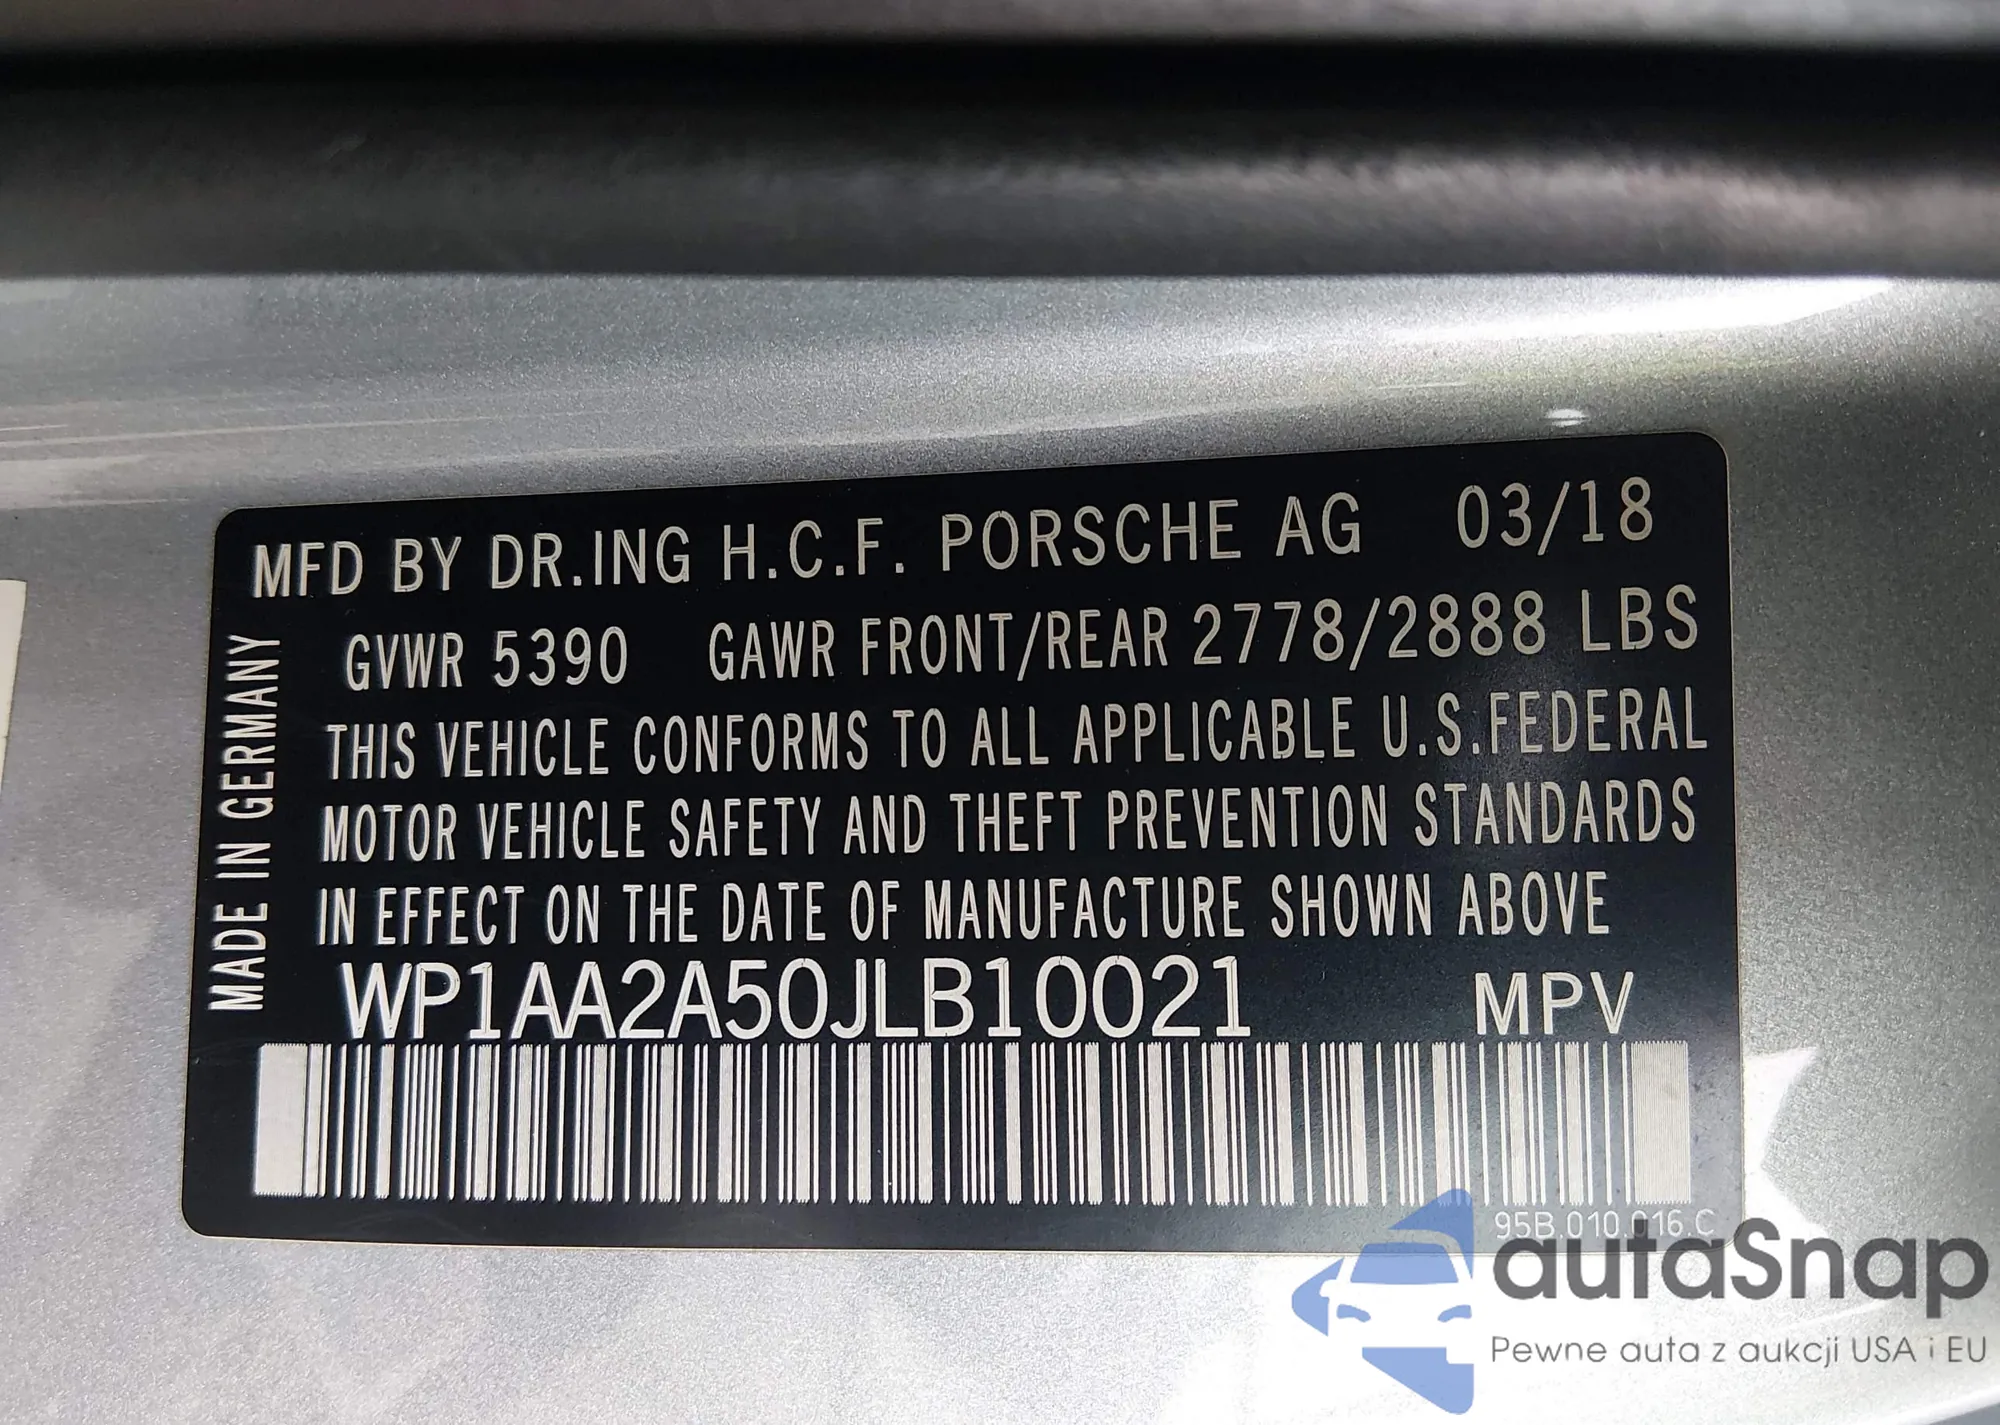 MFD BY DR.ING H.C.F. PORSCHE AG 03/18
GVWR 5390 GAWR FRONT/REAR 2778/2888 LBS
THIS VEHICLE CONFORMS TO ALL APPLICABLE U.S.FEDERAL
MOTOR VEHICLE SAFETY AND THEFT PREVENTION STANDARDS
IN EFFECT ON THE DATE OF MANUFACTURE SHOWN ABOVE
WP1AA2A50JLB10021 MPV
MADE IN GERMANY
95B.010.016.C
autaSnap
Pewne auta z aukcji USA i EU